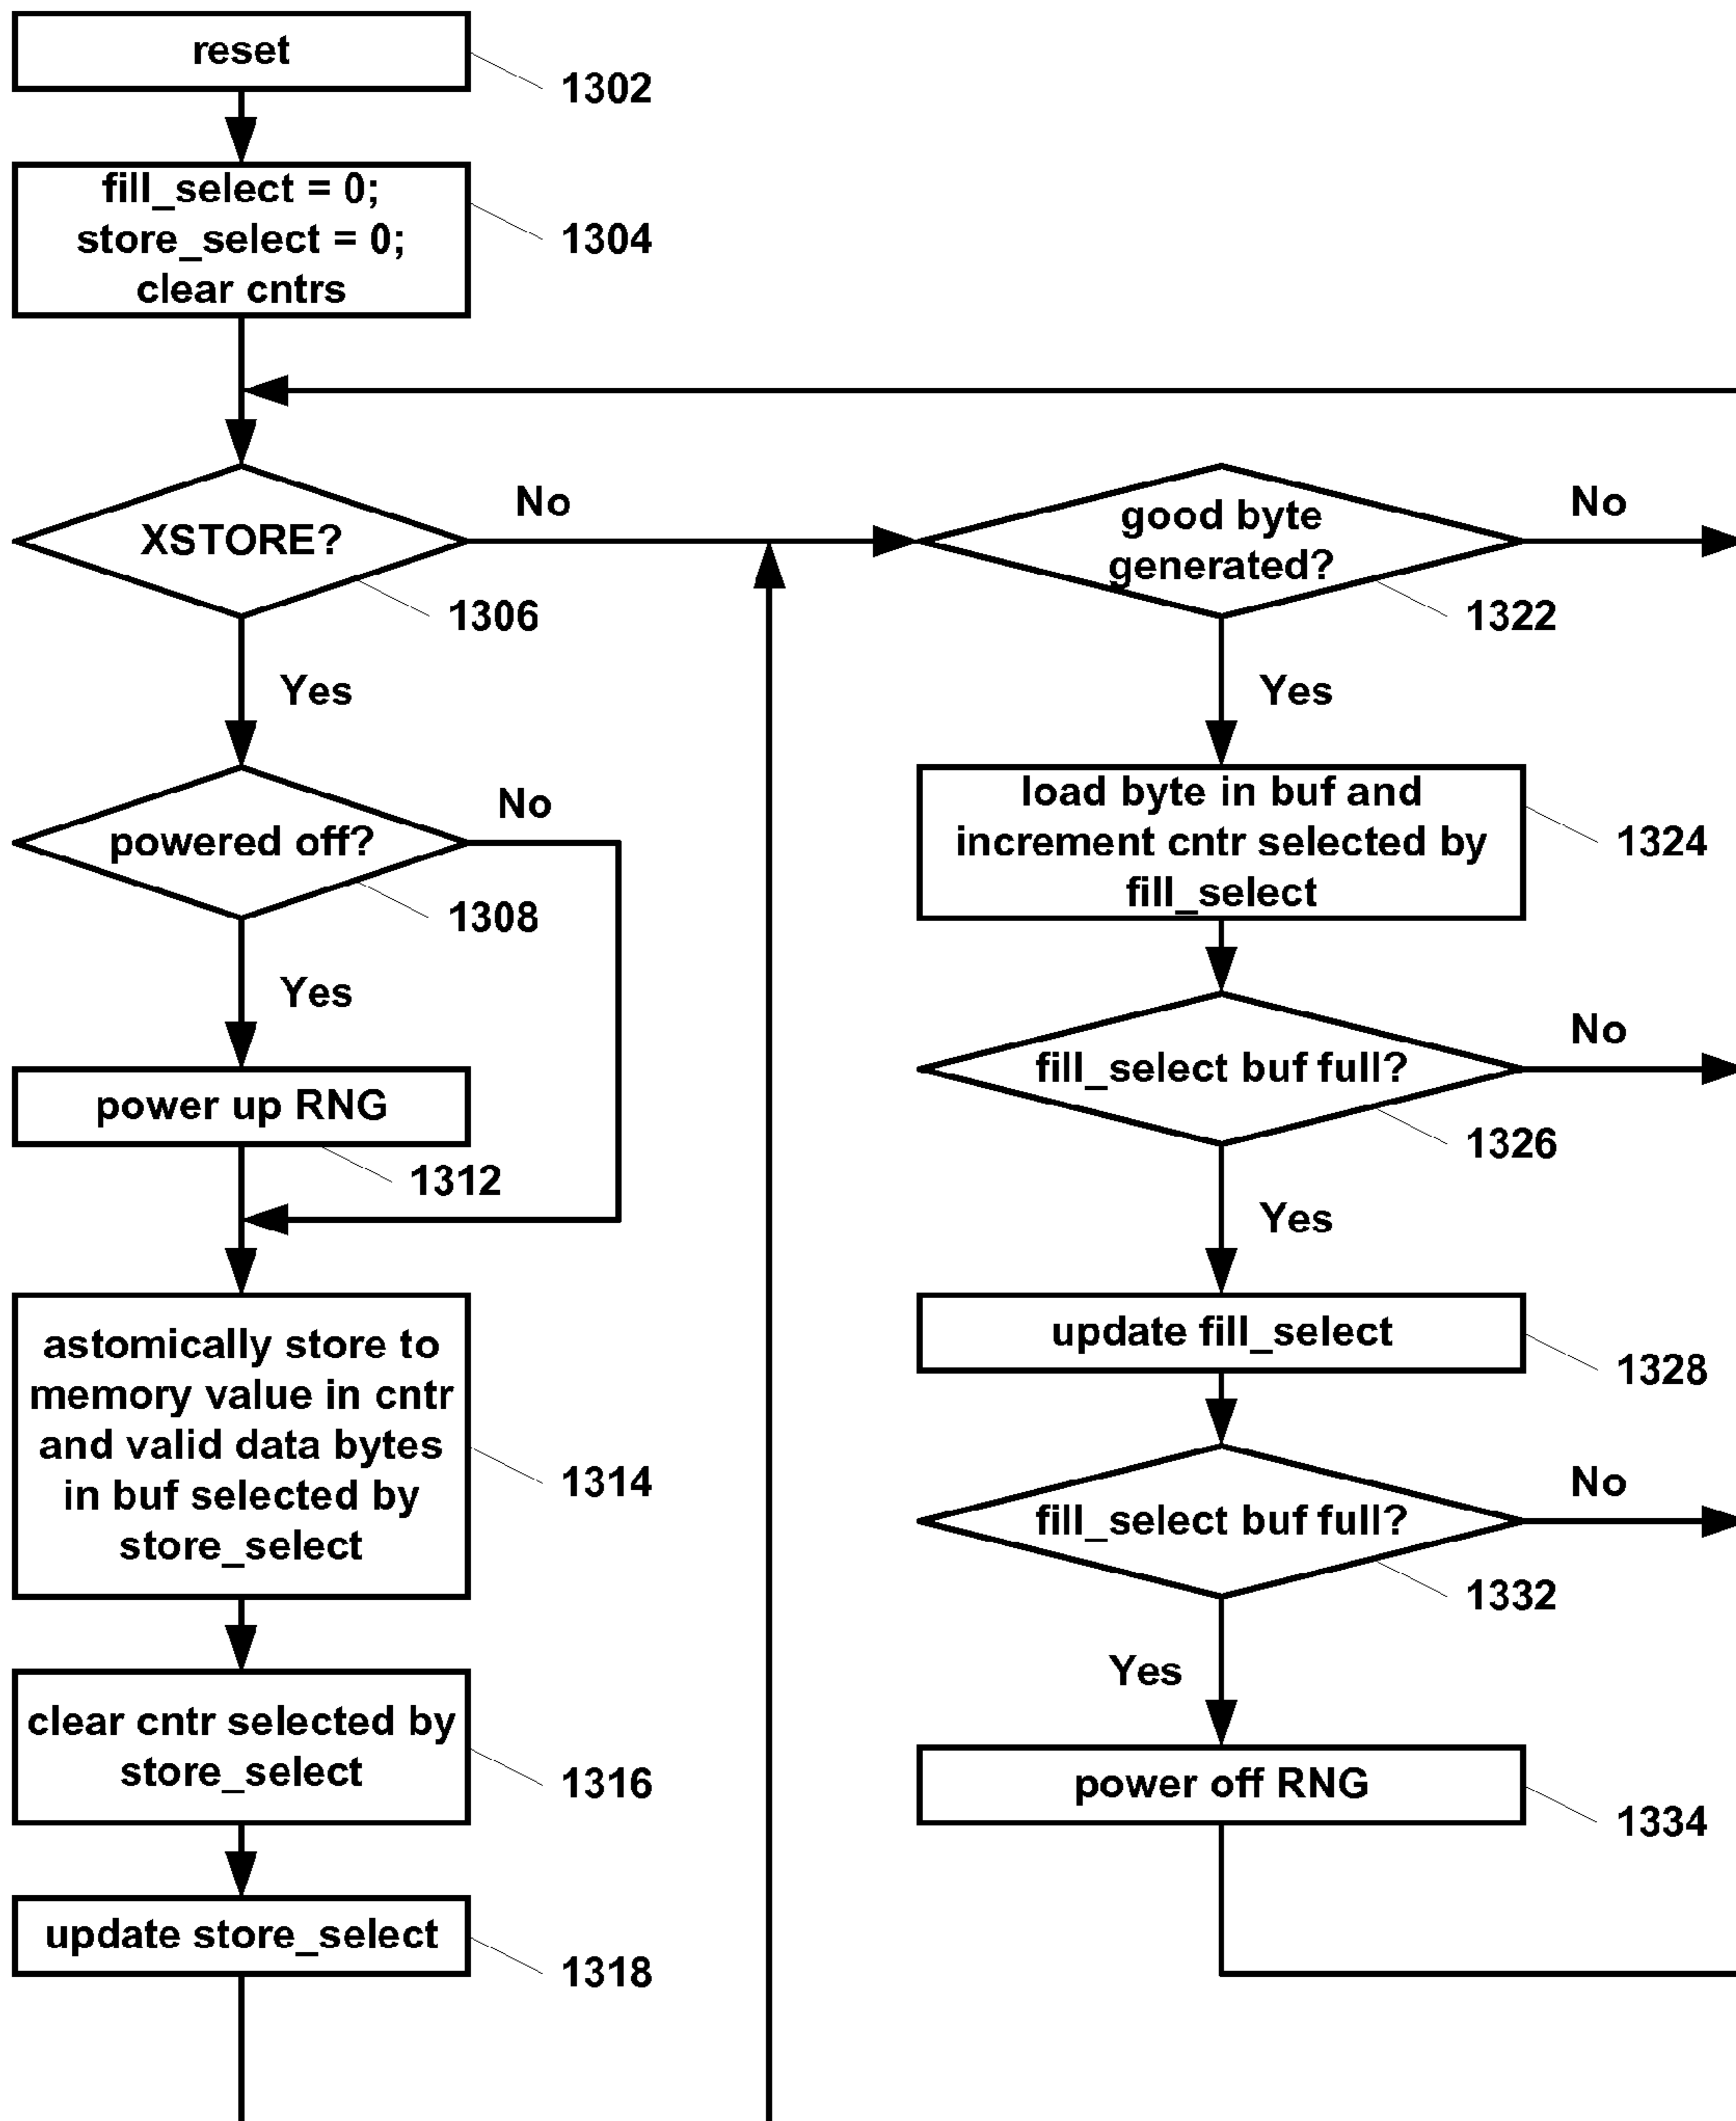 reset
1302
fill_select = 0;
store_select = 0;
clear cntrs
1304
XSTORE?
No
1306
Yes
powered off?
No
1308
Yes
power up RNG
1312
astomically store to
memory value in cntr
and valid data bytes
in buf selected by
store_select
1314
clear cntr selected by
store_select
1316
update store_select
1318
good byte
generated?
No
1322
Yes
load byte in buf and
increment cntr selected by
fill_select
1324
fill_select buf full?
No
1326
Yes
update fill_select
1328
fill_select buf full?
No
1332
Yes
power off RNG
1334